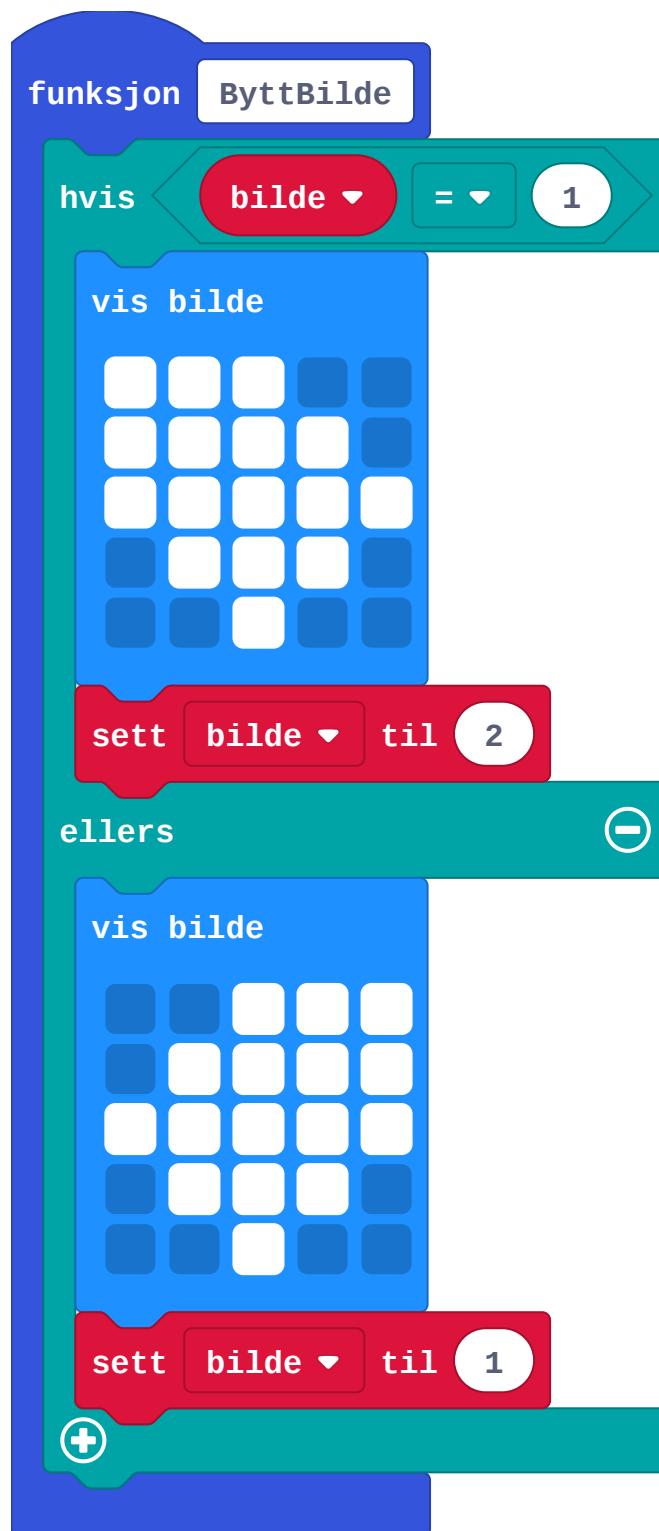 funksjon ByttBilde
hvis bilde = 1
vis bilde
sett bilde til 2
ellers
vis bilde
sett bilde til 1